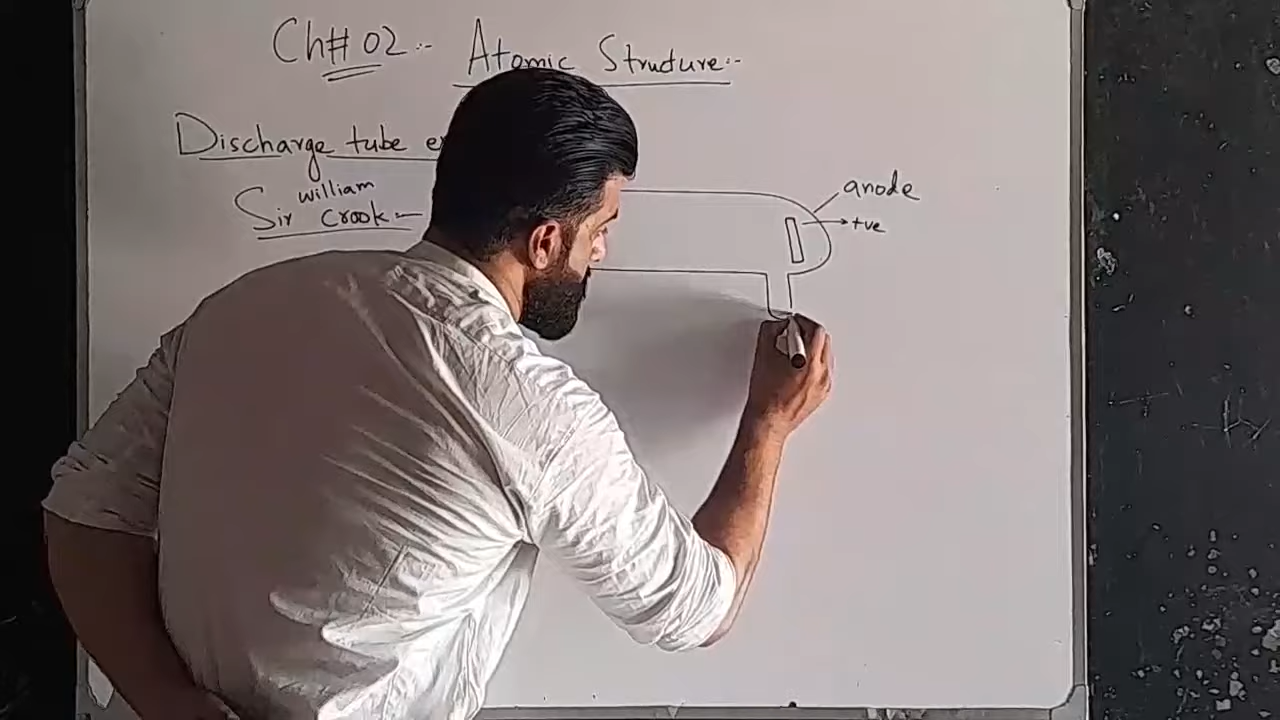 Ch# 02:-
Atomic Structure:-
Discharge tube e
Sir william Crook:-
anode
+ve